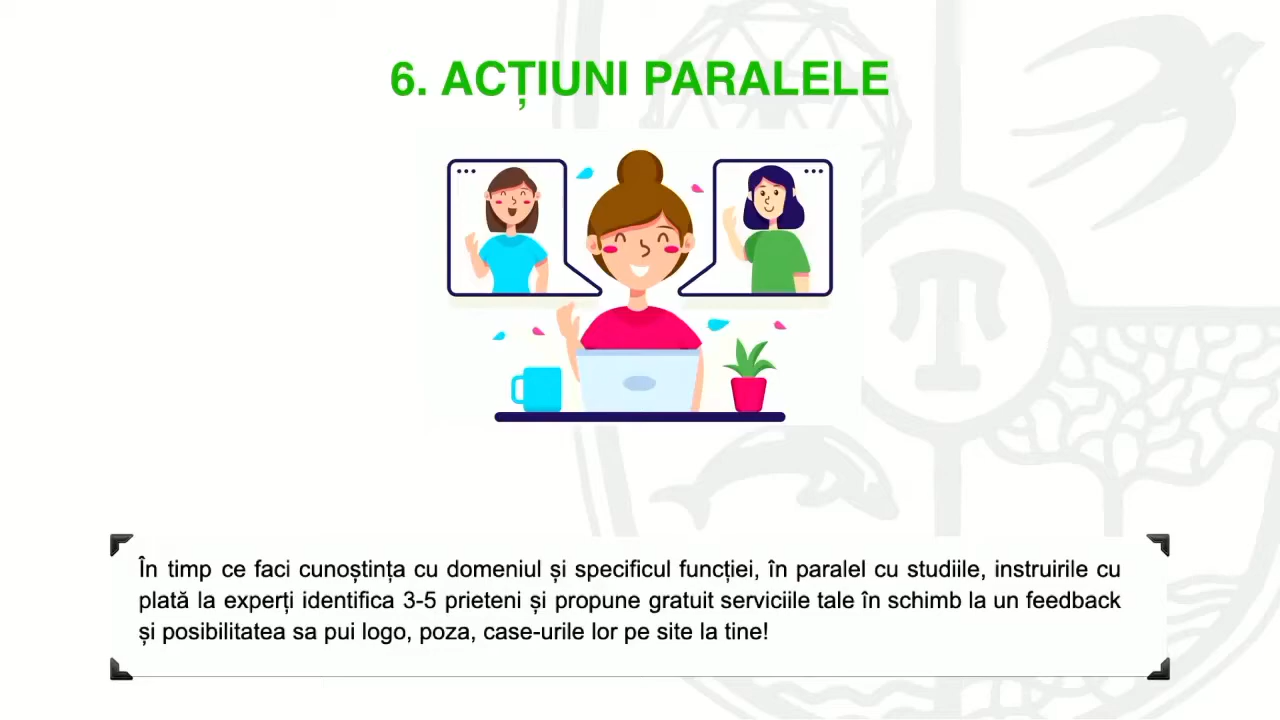 6. ACȚIUNI PARALELE
În timp ce faci cunoștința cu domeniul și specificul funcției, în paralel cu studiile, instruirile cu
plată la experți identifica 3-5 prieteni și propune gratuit serviciile tale în schimb la un feedback
și posibilitatea sa pui logo, poza, case-urile lor pe site la tine!